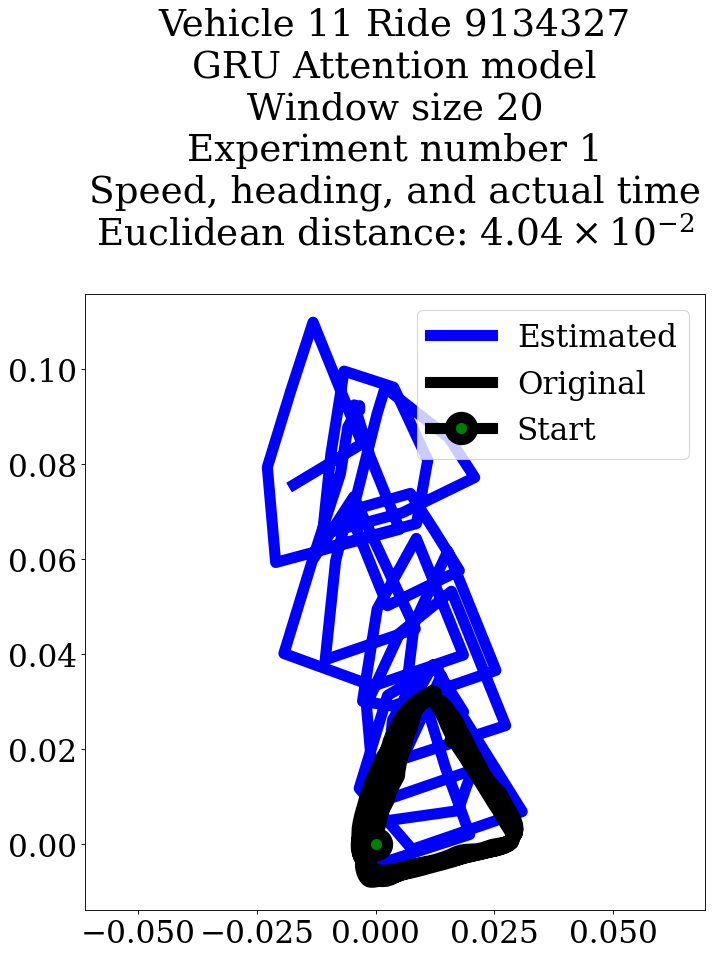 Vehicle 11 Ride 9134327
GRU Attention model
Window size 20
Experiment number 1
Speed, heading, and actual time
Euclidean distance: 4.04 × 10⁻²
Estimated
Original
Start
0.10
0.08
0.06
0.04
0.02
0.00
−0.050 −0.025 0.000 0.025 0.050